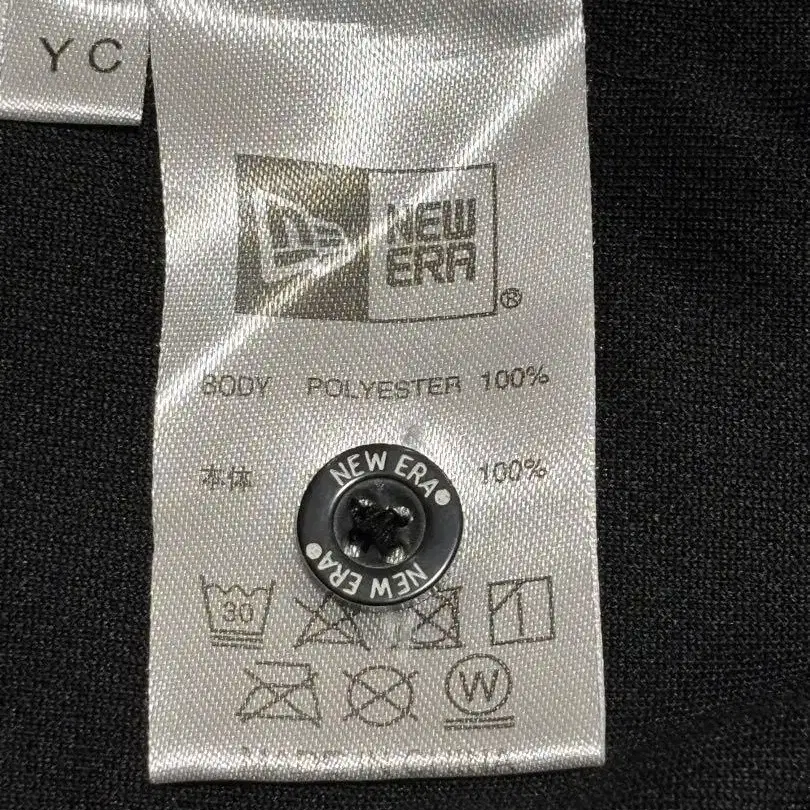 YC
NEW
ERA
®
BODY POLYESTER 100%
本体 100%
NEW ERA
NEW ERA
30
W